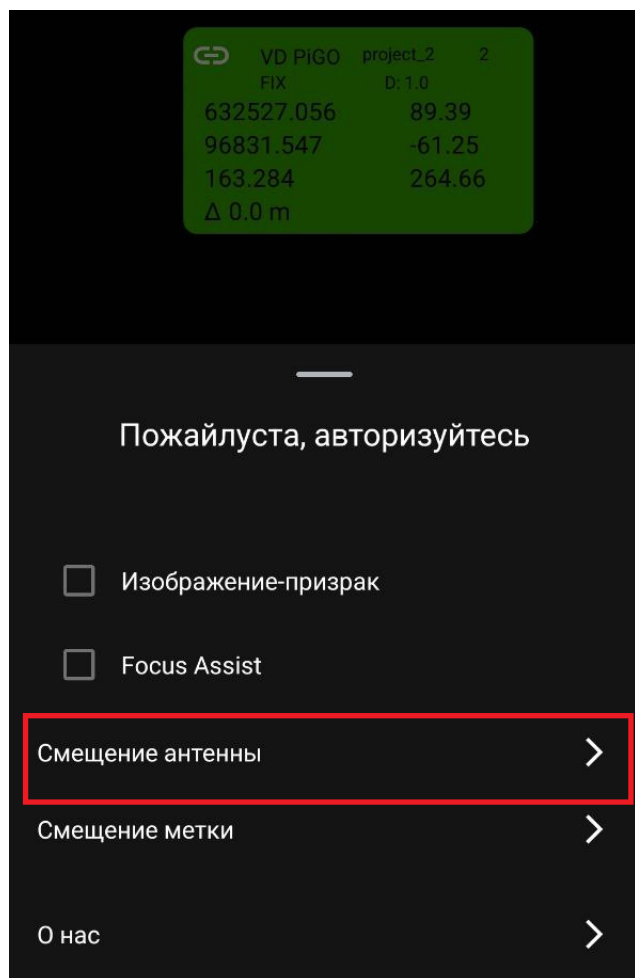 VD PiGO project_2 2
FIX D: 1.0
632527.056 89.39
96831.547 -61.25
163.284 264.66
Δ 0.0 m
Пожайлуста, авторизуйтесь
Изображение-призрак
Focus Assist
Смещение антенны
Смещение метки
О нас